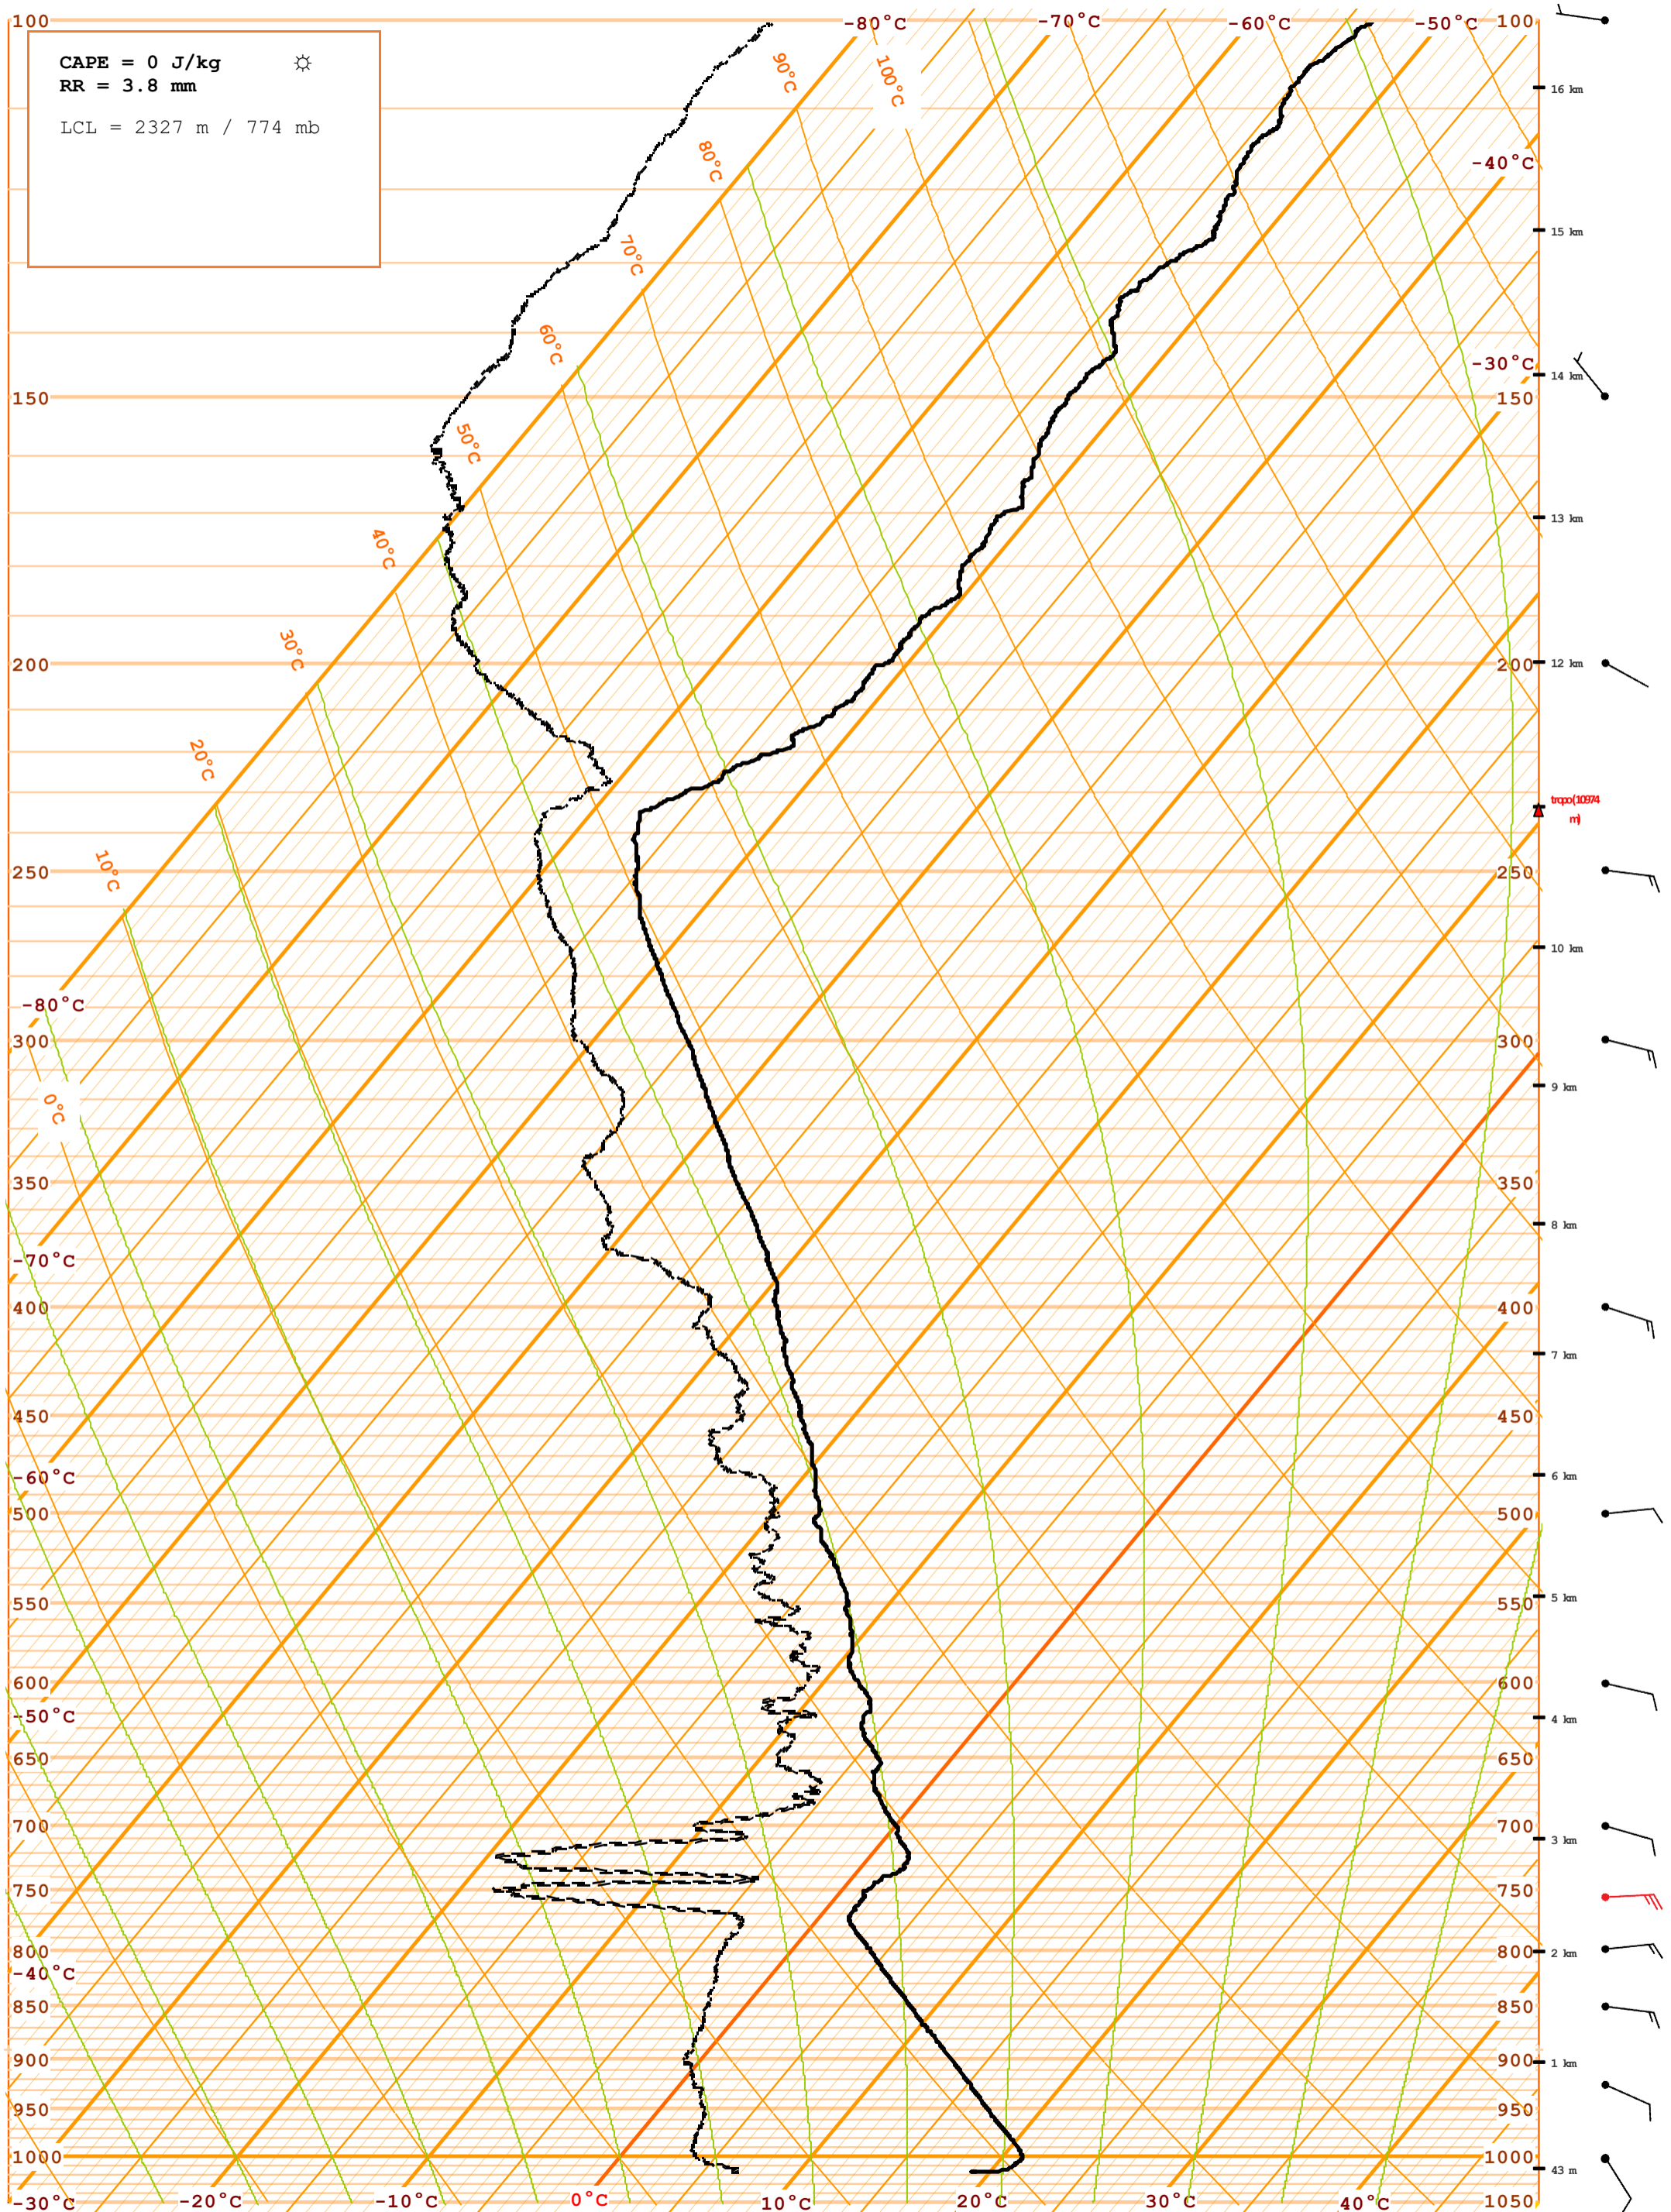 100 -80°C -70°C -60°C -50°C 100
CAPE = 0 J/kg ☼
RR = 3.8 mm
LCL = 2327 m / 774 mb
90°C 100°C
16 km
80°C -40°C
70°C 15 km
60°C -30°C
14 km
150 150
50°C
13 km
40°C
30°C
200 200 12 km
20°C
tropo(10974
m)
10°C
250 250
10 km
-80°C
300 300
0°C 9 km
350 350
8 km
-70°C
400 400
7 km
450 450
-60°C 6 km
500 500
550 550 5 km
600 600
-50°C 4 km
650 650
700 700
3 km
750 750
800 800 2 km
-40°C
850 850
900 900 1 km
950 950
1000 1000
43 m
-30°C -20°C -10°C 0°C 10°C 20°C 30°C 40°C 1050